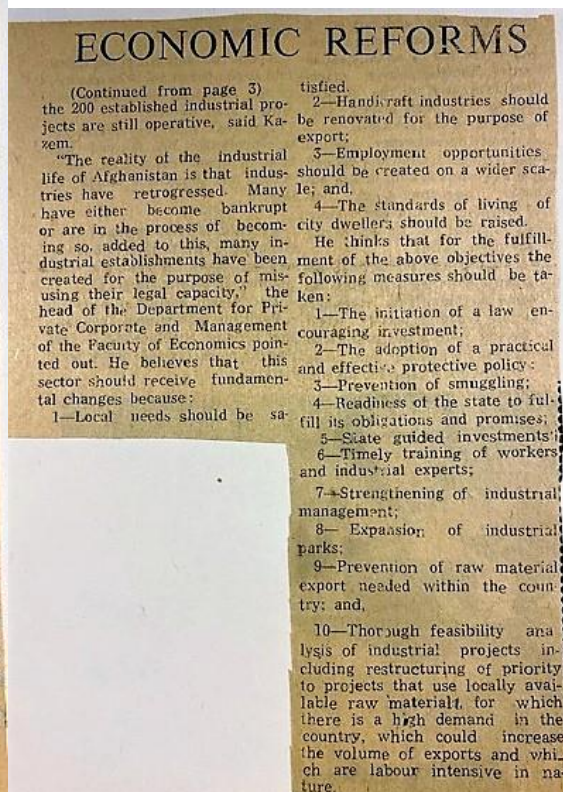 ECONOMIC REFORMS
(Continued from page 3)
the 200 established industrial pro-
jects are still operative, said Ka-
zem.
"The reality of the industrial
life of Afghanistan is that indus-
tries have retrogressed. Many
have either become bankrupt
or are in the process of becom-
ing so, added to this, many in-
dustrial establishments have been
created for the purpose of mis-
using their legal capacity," the
head of the Department for Pri-
vate Corporate and Management
of the Faculty of Economics poin-
ted out. He believes that this
sector should receive fundamen-
tal changes because:
1—Local needs should be sa-
tisfied.
2—Handicraft industries should
be renovated for the purpose of
export;
3—Employment opportunities
should be created on a wider sca-
le; and,
4—The standards of living of
city dwellers should be raised.
He thinks that for the fulfill-
ment of the above objectives the
following measures should be ta-
ken:
1—The initiation of a law en-
couraging investment;
2—The adoption of a practical
and effective protective policy:
3—Prevention of smuggling;
4—Readiness of the state to ful-
fill its obligations and promises;
5—State guided investments;
6—Timely training of workers
and industrial experts;
7—Strengthening of industrial
management;
8— Expansion of industrial
parks;
9—Prevention of raw material
export needed within the coun-
try; and,
10—Thorough feasibility ana
lysis of industrial projects in-
cluding restructuring of priority
to projects that use locally avai-
lable raw material, for which
there is a high demand in the
country, which could increase
the volume of exports and whi-
ch are labour intensive in na-
ture.